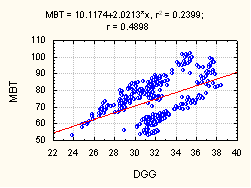 MBT = 10.1174+2.0213*x, r² = 0.2399;
r = 0.4898
110
100
90
80
70
60
50
MBT
22 24 26 28 30 32 34 36 38 40
DGG